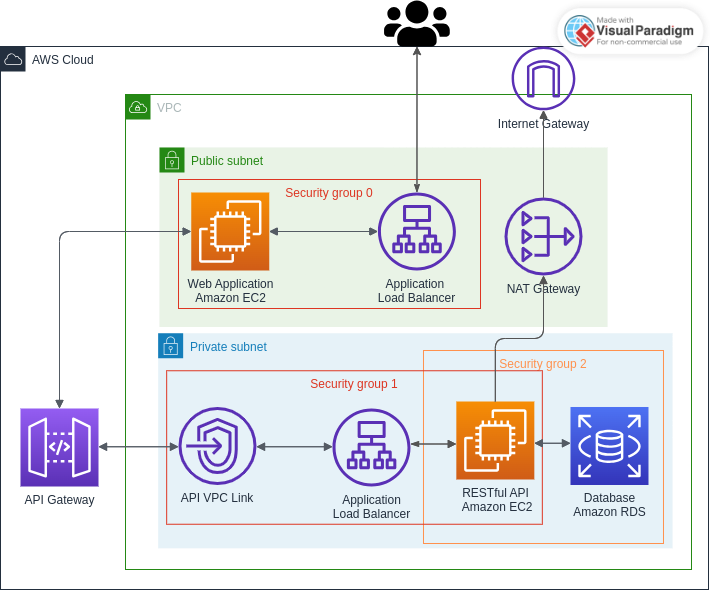 Made with
Visual Paradigm
For non-commercial use
AWS Cloud
VPC
Internet Gateway
Public subnet
Security group 0
Web Application
Amazon EC2
Application
Load Balancer
NAT Gateway
Private subnet
Security group 2
Security group 1
API Gateway
API VPC Link
Application
Load Balancer
RESTful API
Amazon EC2
Database
Amazon RDS